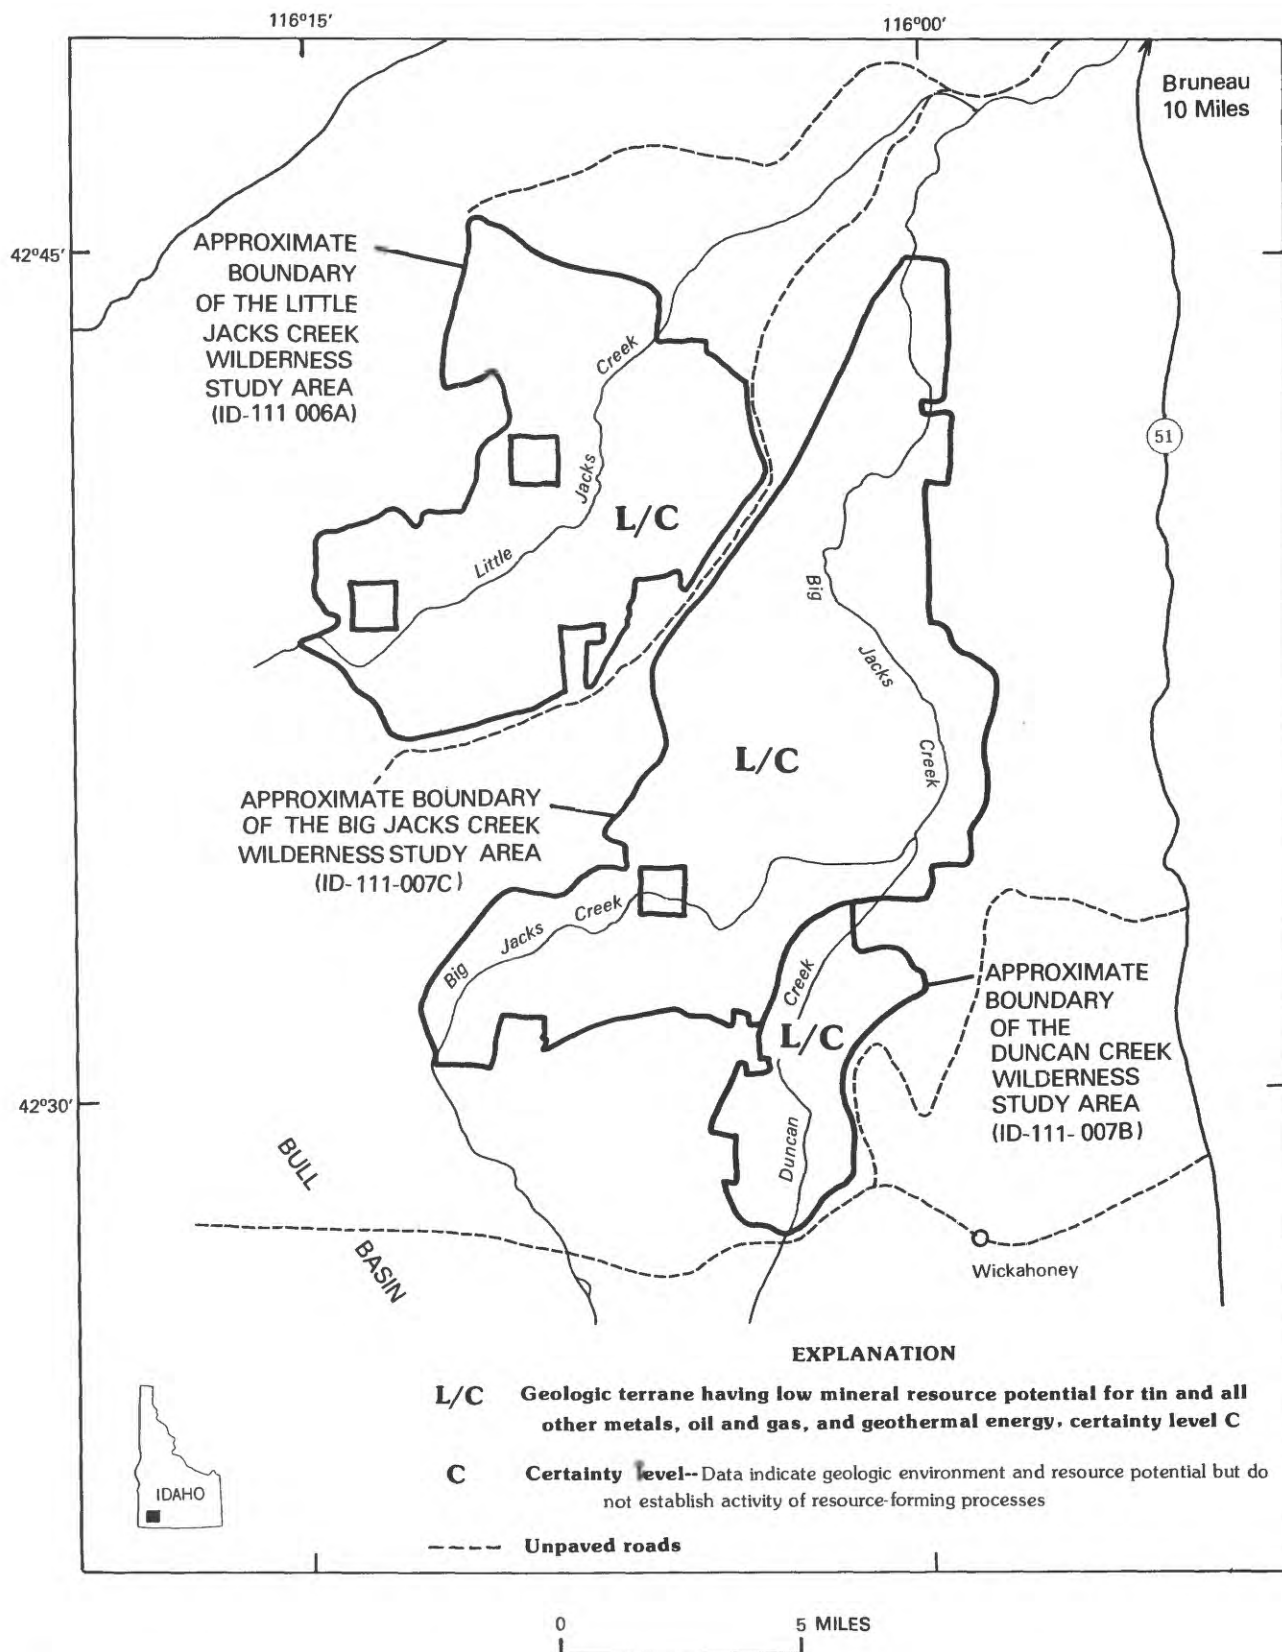 116°15'
116°00'
Bruneau
10 Miles
42°45'
APPROXIMATE
BOUNDARY
OF THE LITTLE
JACKS CREEK
WILDERNESS
STUDY AREA
(ID-111 006A)
Creek
Jacks
Little
51
L/C
Big
Jacks
Creek
L/C
APPROXIMATE BOUNDARY
OF THE BIG JACKS CREEK
WILDERNESS STUDY AREA
(ID-111-007C)
Big Jacks Creek
Creek
L/C
Duncan
APPROXIMATE
BOUNDARY
OF THE
DUNCAN CREEK
WILDERNESS
STUDY AREA
(ID-111-007B)
42°30'
BULL
BASIN
Wickahoney
EXPLANATION
L/C Geologic terrane having low mineral resource potential for tin and all
other metals, oil and gas, and geothermal energy, certainty level C
C Certainty level--Data indicate geologic environment and resource potential but do
not establish activity of resource-forming processes
IDAHO
Unpaved roads
0 5 MILES